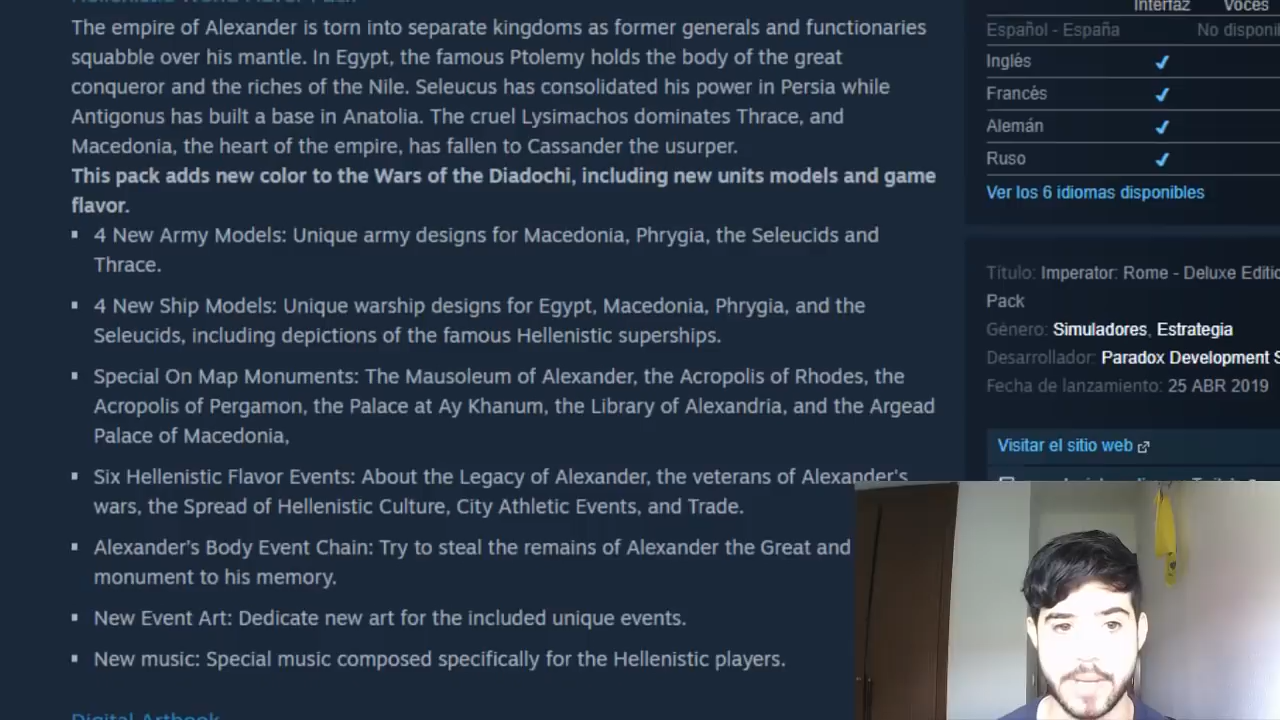 Hellenistic World Flavor Pack
The empire of Alexander is torn into separate kingdoms as former generals and functionaries
squabble over his mantle. In Egypt, the famous Ptolemy holds the body of the great
conqueror and the riches of the Nile. Seleucus has consolidated his power in Persia while
Antigonus has built a base in Anatolia. The cruel Lysimachos dominates Thrace, and
Macedonia, the heart of the empire, has fallen to Cassander the usurper.
This pack adds new color to the Wars of the Diadochi, including new units models and game
flavor.
4 New Army Models: Unique army designs for Macedonia, Phrygia, the Seleucids and
Thrace.
4 New Ship Models: Unique warship designs for Egypt, Macedonia, Phrygia, and the
Seleucids, including depictions of the famous Hellenistic superships.
Special On Map Monuments: The Mausoleum of Alexander, the Acropolis of Rhodes, the
Acropolis of Pergamon, the Palace at Ay Khanum, the Library of Alexandria, and the Argead
Palace of Macedonia,
Six Hellenistic Flavor Events: About the Legacy of Alexander, the veterans of Alexander's
wars, the Spread of Hellenistic Culture, City Athletic Events, and Trade.
Alexander's Body Event Chain: Try to steal the remains of Alexander the Great and
monument to his memory.
New Event Art: Dedicate new art for the included unique events.
New music: Special music composed specifically for the Hellenistic players.
Digital Artbook
Interfaz Voces
Español - España No disponi
Inglés
Francés
Alemán
Ruso
Ver los 6 idiomas disponibles
Título: Imperator: Rome - Deluxe Editio
Pack
Género: Simuladores, Estrategia
Desarrollador: Paradox Development S
Fecha de lanzamiento: 25 ABR 2019
Visitar el sitio web